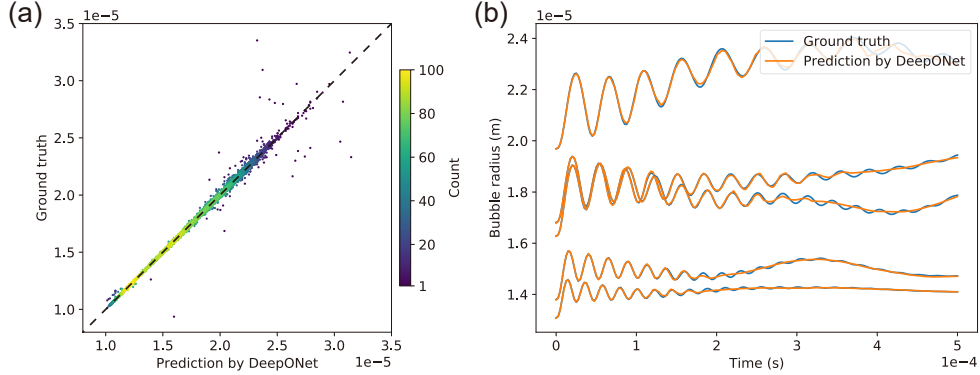 (a)
1e−5
3.5
3.0
2.5
2.0
1.5
1.0
Ground truth
1.0
1.5
2.0
2.5
3.0
3.5
1e−5
Prediction by DeepONet
100
80
60
40
20
1
Count
(b)
1e−5
2.4
2.2
2.0
1.8
1.6
1.4
Bubble radius (m)
Ground truth
Prediction by DeepONet
0
1
2
3
4
5
1e−4
Time (s)